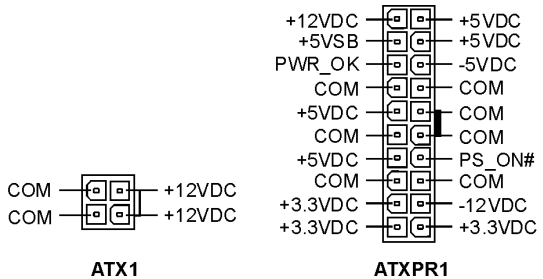 +12VDC +5VDC
+5VSB +5VDC
PWR_OK -5VDC
COM COM
+5VDC COM
COM COM
+5VDC PS_ON#
COM COM
+3.3VDC -12VDC
+3.3VDC +3.3VDC
ATXPR1
COM +12VDC
COM +12VDC
ATX1